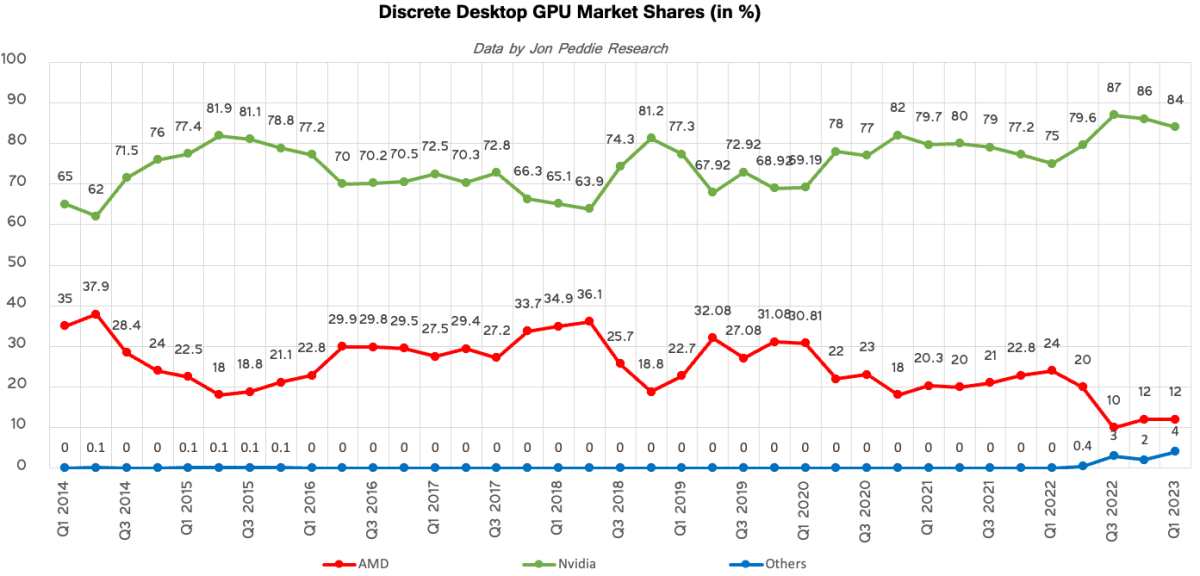 Discrete Desktop GPU Market Shares (in %)
Data by Jon Peddie Research
100
90
80
70
60
50
40
30
20
10
0
65 62 71.5 76 77.4 81.9 81.1 78.8 77.2 70 70.2 70.5 72.5 70.3 72.8 66.3 65.1 63.9 74.3 81.2 77.3 67.92 72.92 68.92 69.19 78 77 82 79.7 80 79 77.2 75 79.6 87 86 84
35 37.9 28.4 24 22.5 18 18.8 21.1 22.8 29.9 29.8 29.5 27.5 29.4 27.2 33.7 34.9 36.1 25.7 18.8 22.7 32.08 27.08 31.08 30.81 22 23 18 20.3 20 21 22.8 24 20 10 12 12
0 0.1 0 0 0.1 0.1 0.1 0.1 0 0 0 0 0 0 0 0 0 0 0 0 0 0 0 0 0 0 0 0 0 0 0 0 0 0.4 3 2 4
Q1 2014
Q3 2014
Q1 2015
Q3 2015
Q1 2016
Q3 2016
Q1 2017
Q3 2017
Q1 2018
Q3 2018
Q1 2019
Q3 2019
Q1 2020
Q3 2020
Q1 2021
Q3 2021
Q1 2022
Q3 2022
Q1 2023
AMD Nvidia Others